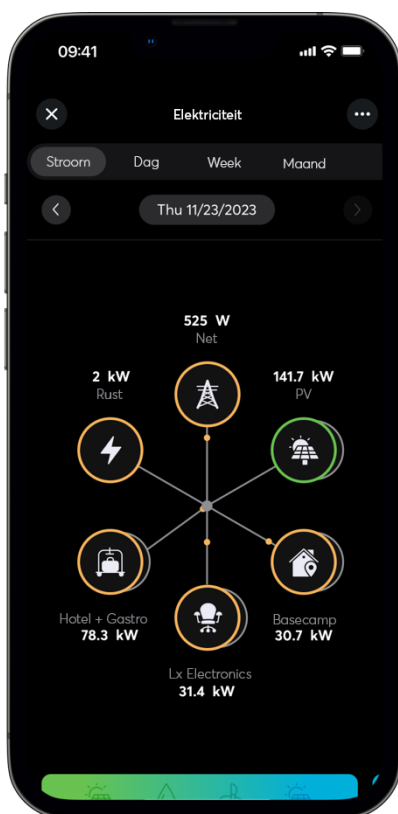 09:41
Elektriciteit
Stroom Dag Week Maand
Thu 11/23/2023
525 W
Net
2 kW
Rust
141.7 kW
PV
Hotel + Gastro
78.3 kW
Basecamp
30.7 kW
Lx Electronics
31.4 kW